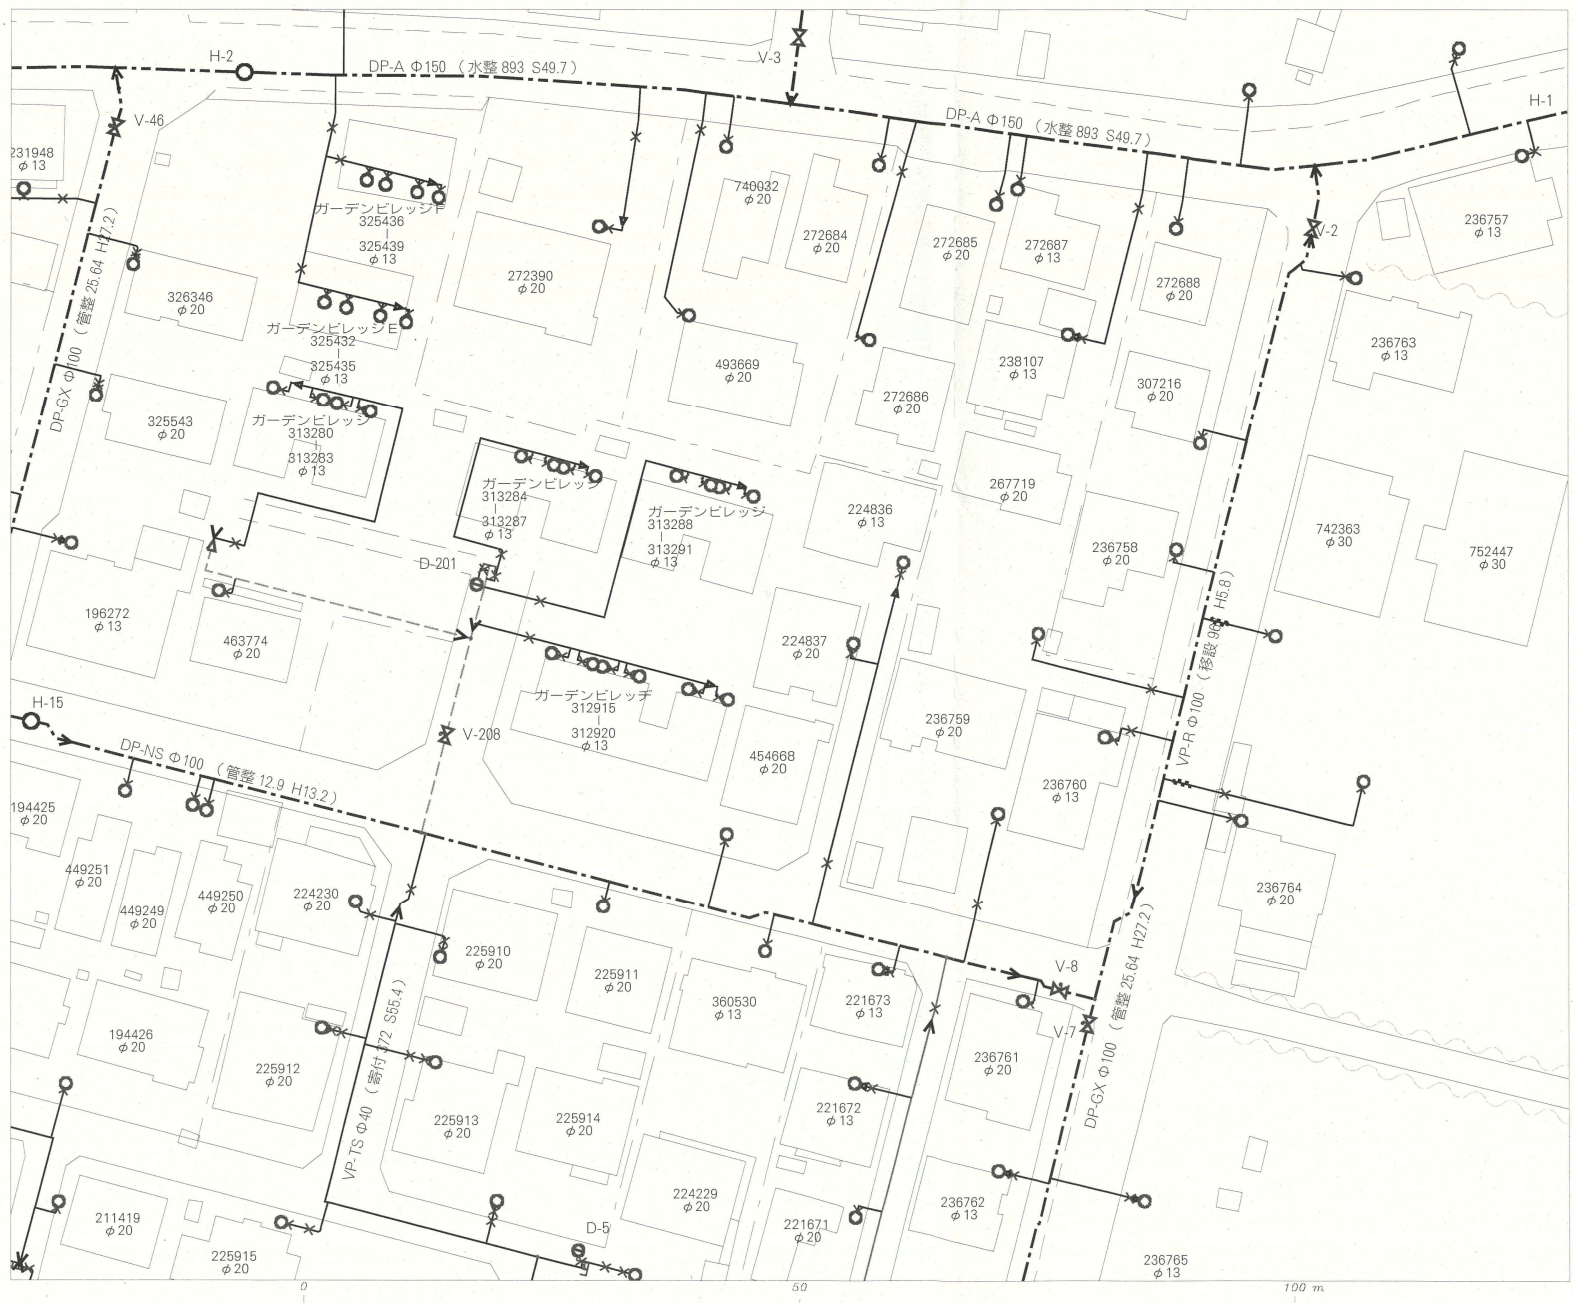 H-2
DP-A Φ150 (水整 893 S49.7)
V-3
V-46
231948
φ13
DP-A Φ150 (水整 893 S49.7)
H-1
740032
φ20
236757
φ13
ガーデンビレッジF
325436
|
325439
φ13
272684
φ20
272685
φ20
272687
φ13
V-2
272390
φ20
272688
φ20
326346
φ20
DP-GX Φ100 (管整 25.64 H27.2)
ガーデンビレッジE
325432
|
325435
φ13
236763
φ13
493669
φ20
238107
φ13
307216
φ20
272686
φ20
325543
φ20
ガーデンビレッジ
313280
|
313283
φ13
ガーデンビレッジ
313284
|
313287
φ13
ガーデンビレッジ
313288
|
313291
φ13
267719
φ20
224836
φ13
742363
φ30
752447
φ30
236758
φ20
D-201
196272
φ13
463774
φ20
224837
φ20
ガーデンビレッヂ
312915
|
312920
φ13
H-15
V-208
236759
φ20
VP-R Φ100 (移設 96 H5.8)
DP-NS Φ100 (管整 12.9 H13.2)
454668
φ20
236760
φ13
194425
φ20
449251
φ20
449249
φ20
449250
φ20
224230
φ20
236764
φ20
225910
φ20
225911
φ20
V-8
360530
φ13
221673
φ13
V-7
194426
φ20
VP-TS Φ40 (寄付 372 S55.4)
DP-GX Φ100 (管整 25.64 H27.2)
225912
φ20
236761
φ20
225913
φ20
225914
φ20
221672
φ13
224229
φ20
236762
φ13
211419
φ20
225915
φ20
D-5
221671
φ20
236765
φ13
0
50
100 m